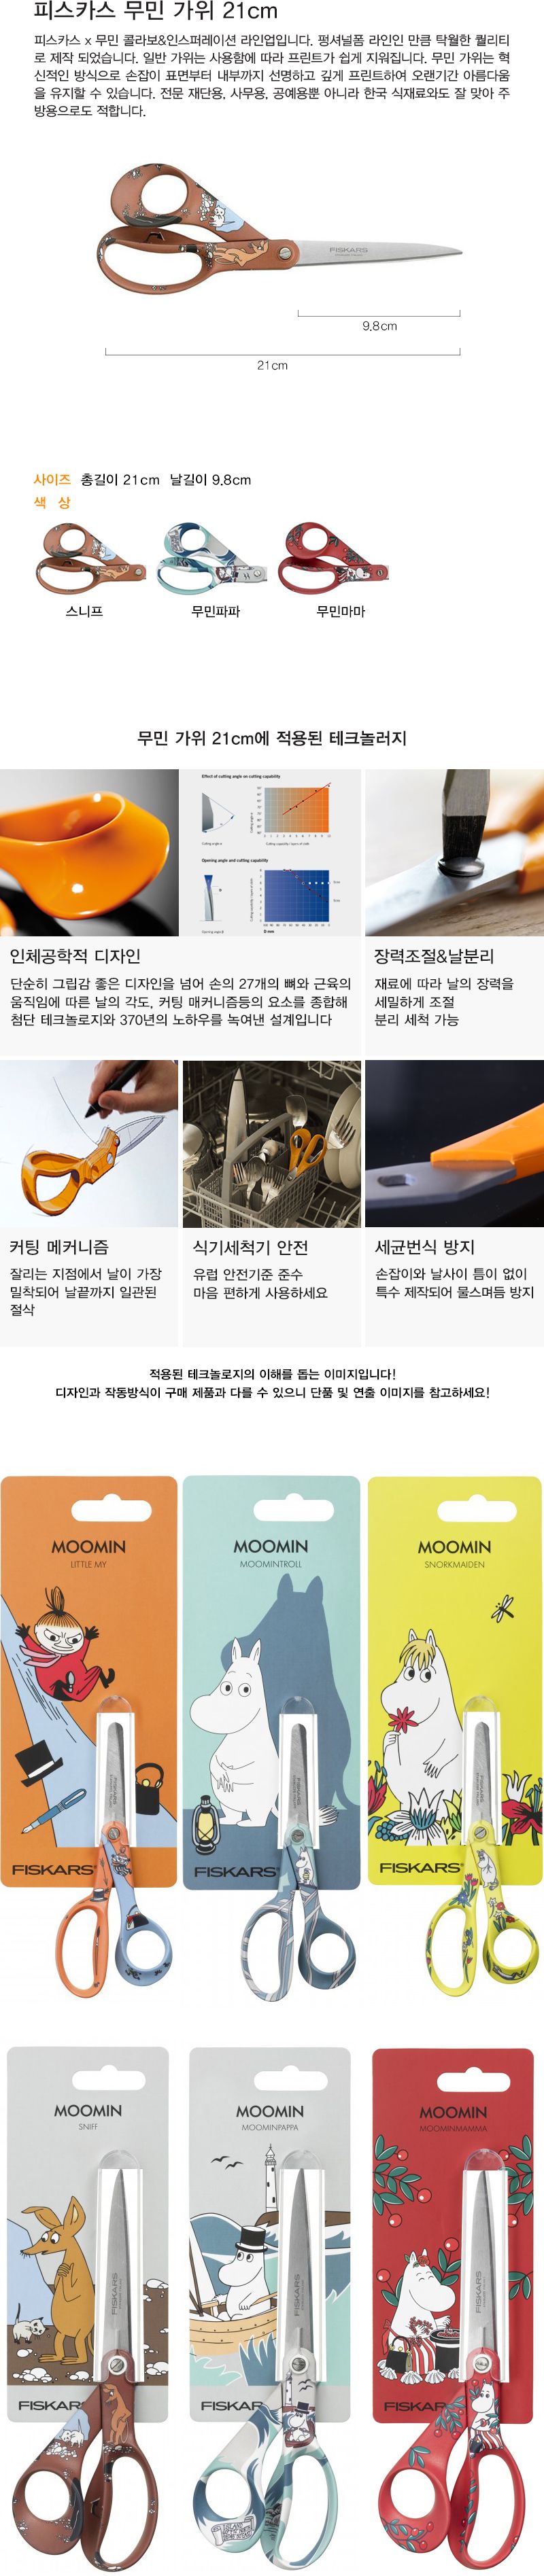 피스카스 무민 가위 21cm
피스카스 x 무민 콜라보&인스퍼레이션 라인업입니다. 펑셔널폼 라인인 만큼 탁월한 퀄리티
로 제작 되었습니다. 일반 가위는 사용함에 따라 프린트가 쉽게 지워집니다. 무민 가위는 혁
신적인 방식으로 손잡이 표면부터 내부까지 선명하고 깊게 프린트하여 오랜기간 아름다움
을 유지할 수 있습니다. 전문 재단용, 사무용, 공예용뿐 아니라 한국 식재료와도 잘 맞아 주
방용으로도 적합니다.
FISKARS
9.8cm
21cm
사이즈 총길이 21cm 날길이 9.8cm
색 상
스니프 무민파파 무민마마
무민 가위 21cm에 적용된 테크놀러지
Effect of cutting angle on cutting capability
Opening angle and cutting capability
인체공학적 디자인
단순히 그립감 좋은 디자인을 넘어 손의 27개의 뼈와 근육의
움직임에 따른 날의 각도, 커팅 매커니즘등의 요소를 종합해
첨단 테크놀로지와 370년의 노하우를 녹여낸 설계입니다
장력조절&날분리
재료에 따라 날의 장력을
세밀하게 조절
분리 세척 가능
커팅 메커니즘
잘리는 지점에서 날이 가장
밀착되어 날끝까지 일관된
절삭
식기세척기 안전
유럽 안전기준 준수
마음 편하게 사용하세요
세균번식 방지
손잡이와 날사이 틈이 없이
특수 제작되어 물스며듬 방지
적용된 테크놀로지의 이해를 돕는 이미지입니다!
디자인과 작동방식이 구매 제품과 다를 수 있으니 단품 및 연출 이미지를 참고하세요!
MOOMIN
LITTLE MY
FISKARS
FISKARS
MOOMIN
MOOMINTROLL
FISKARS
FISKARS
MOOMIN
SNORKMAIDEN
FISKARS
FISKARS
MOOMIN
SNIFF
FISKARS
FISKAR
MOOMIN
MOOMINPAPPA
FISKARS
FISKAR
MOOMIN
MOOMINMAMMA
FISKARS
FISKAR